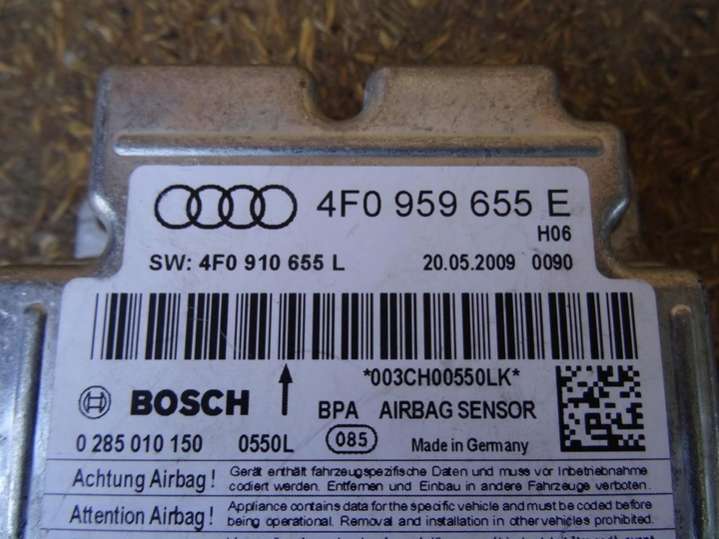 4F0 959 655 E
H06
SW: 4F0 910 655 L 20.05.2009 0090
*003CH00550LK*
BOSCH BPA AIRBAG SENSOR
0 285 010 150 0550L 085 Made in Germany
Achtung Airbag! Gerät enthält fahrzeugspezifische Daten und muss vor Inbetriebnahme
codiert werden. Entfernen und Einbau in andere Fahrzeuge verboten.
Attention Airbag! Appliance contains data for the specific vehicle and must be coded before
being operational. Removal and installation in other vehicles prohibited.